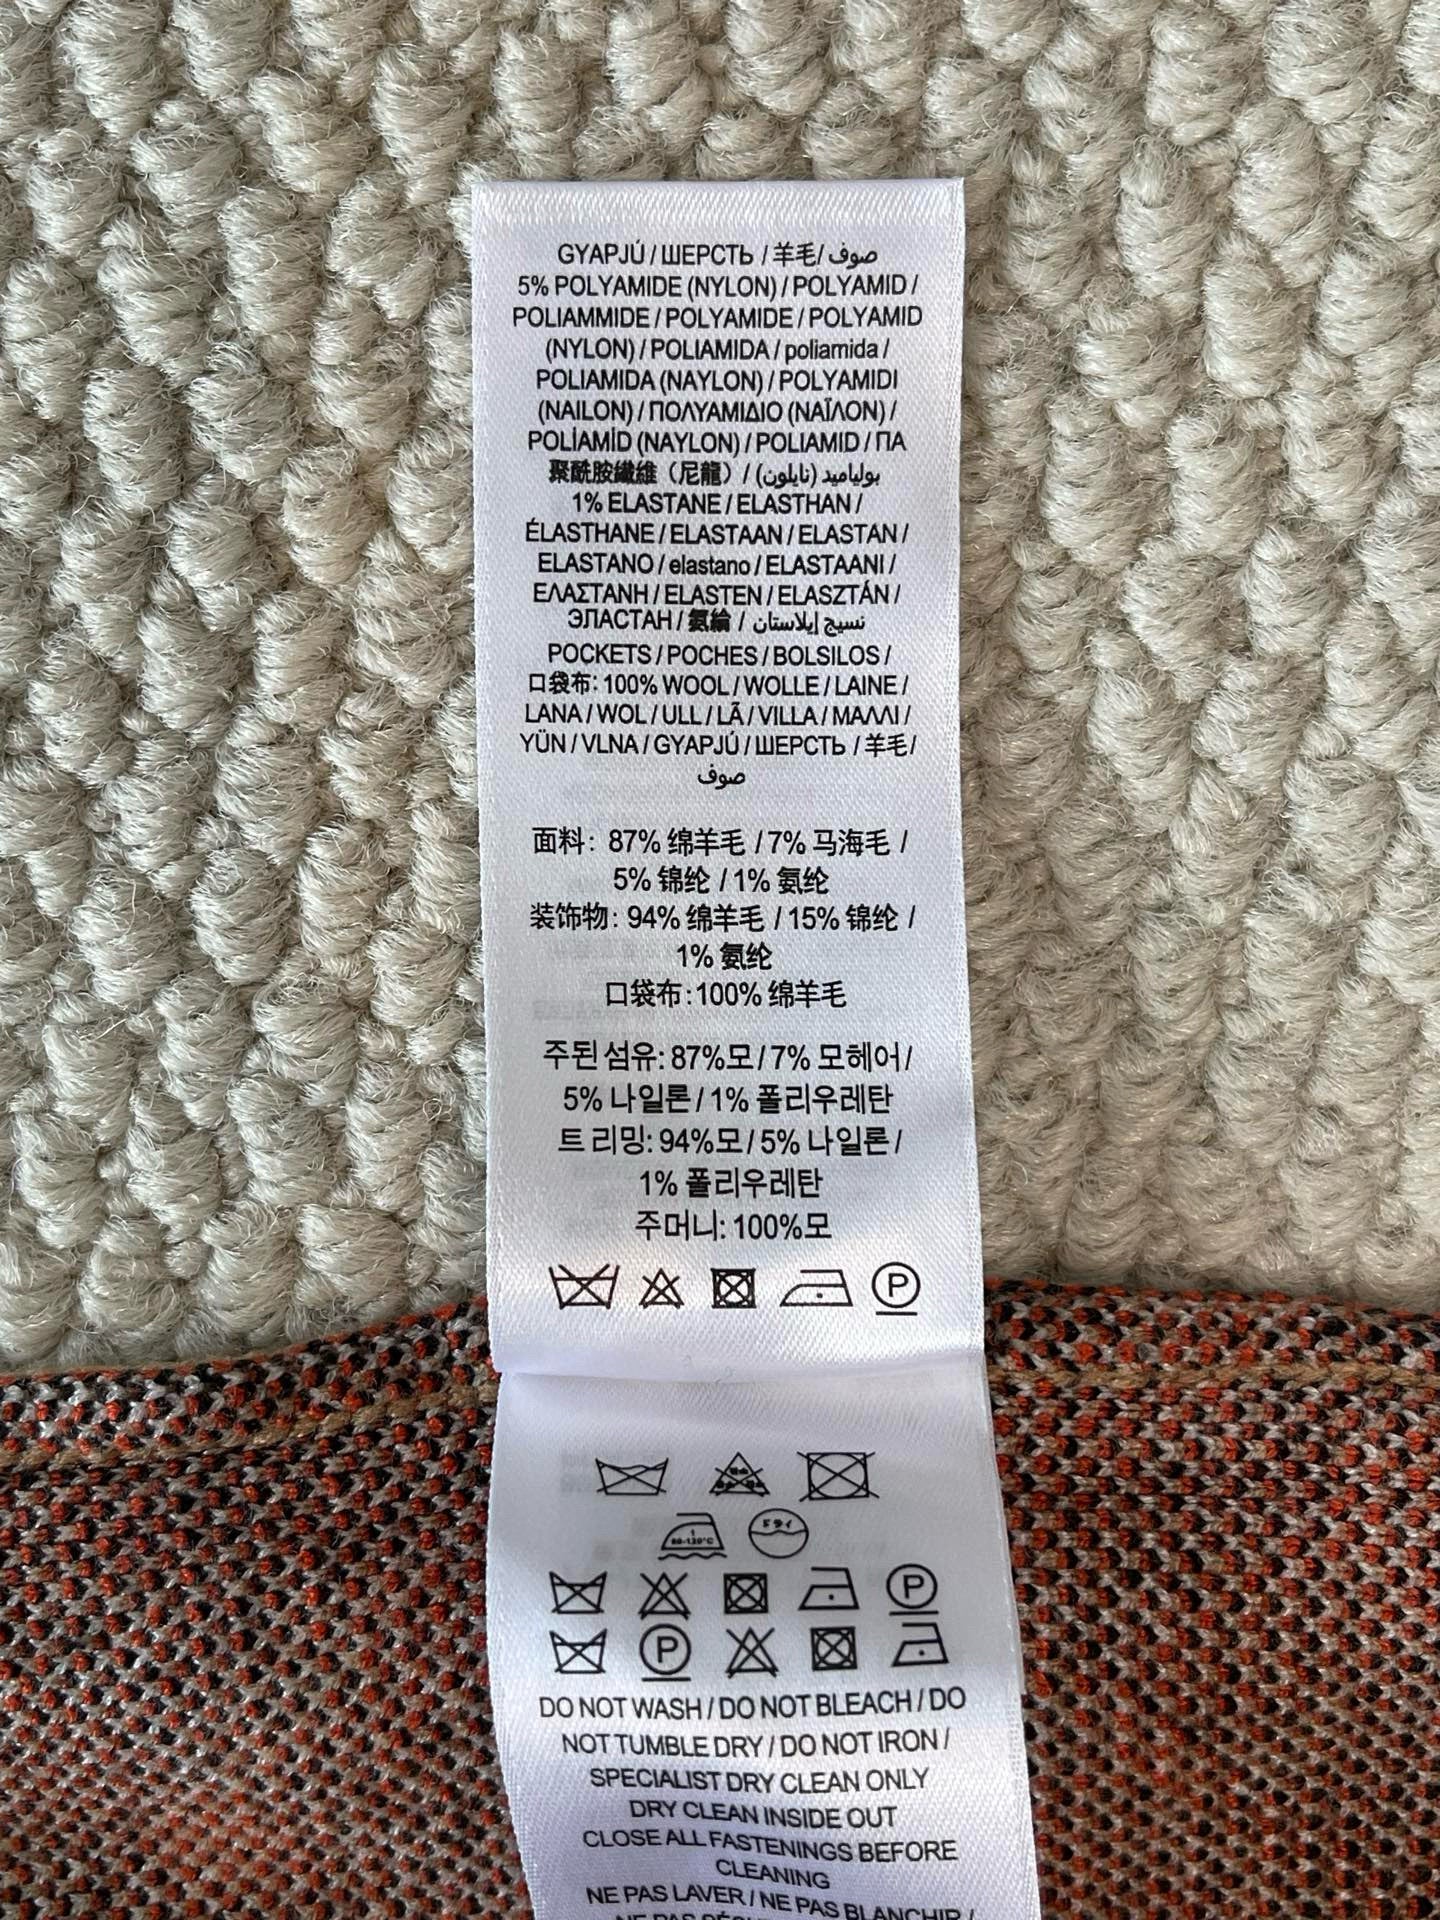 GYAPJÚ / ШЕРСТЬ / 羊毛 / صوف
5% POLYAMIDE (NYLON) / POLYAMID /
POLIAMMIDE / POLYAMIDE / POLYAMID
(NYLON) / POLIAMIDA / poliamida /
POLIAMIDA (NAYLON) / POLYAMIDI
(NAILON) / ΠΟΛΥΑΜΙΔΙΟ (ΝΑΪΛΟΝ) /
POLİAMİD (NAYLON) / POLIAMID / ПА
聚酰胺纖維（尼龍）/ بولياميد (نايلون)
1% ELASTANE / ELASTHAN /
ÉLASTHANE / ELASTAAN / ELASTAN /
ELASTANO / elastano / ELASTAANI /
ΕΛΑΣΤΑΝΗ / ELASTEN / ELASZTÁN /
ЭЛАСТАН / 氨綸 / نسيج إيلاستان
POCKETS / POCHES / BOLSILOS /
口袋布: 100% WOOL / WOLLE / LAINE /
LANA / WOL / ULL / LÃ / VILLA / ΜΑΛΛΙ /
YÜN / VLNA / GYAPJÚ / ШЕРСТЬ / 羊毛 /
صوف
面料: 87% 绵羊毛 / 7% 马海毛 /
5% 锦纶 / 1% 氨纶
装饰物: 94% 绵羊毛 / 15% 锦纶 /
1% 氨纶
口袋布:100% 绵羊毛
주된 섬유: 87%모 / 7% 모헤어 /
5% 나일론 / 1% 폴리우레탄
트리밍: 94%모 / 5% 나일론 /
1% 폴리우레탄
주머니: 100%모
P
1
80-120°C
ドライ
P
P
DO NOT WASH / DO NOT BLEACH / DO
NOT TUMBLE DRY / DO NOT IRON /
SPECIALIST DRY CLEAN ONLY
DRY CLEAN INSIDE OUT
CLOSE ALL FASTENINGS BEFORE
CLEANING
NE PAS LAVER / NE PAS BLANCHIR /
NE PAS